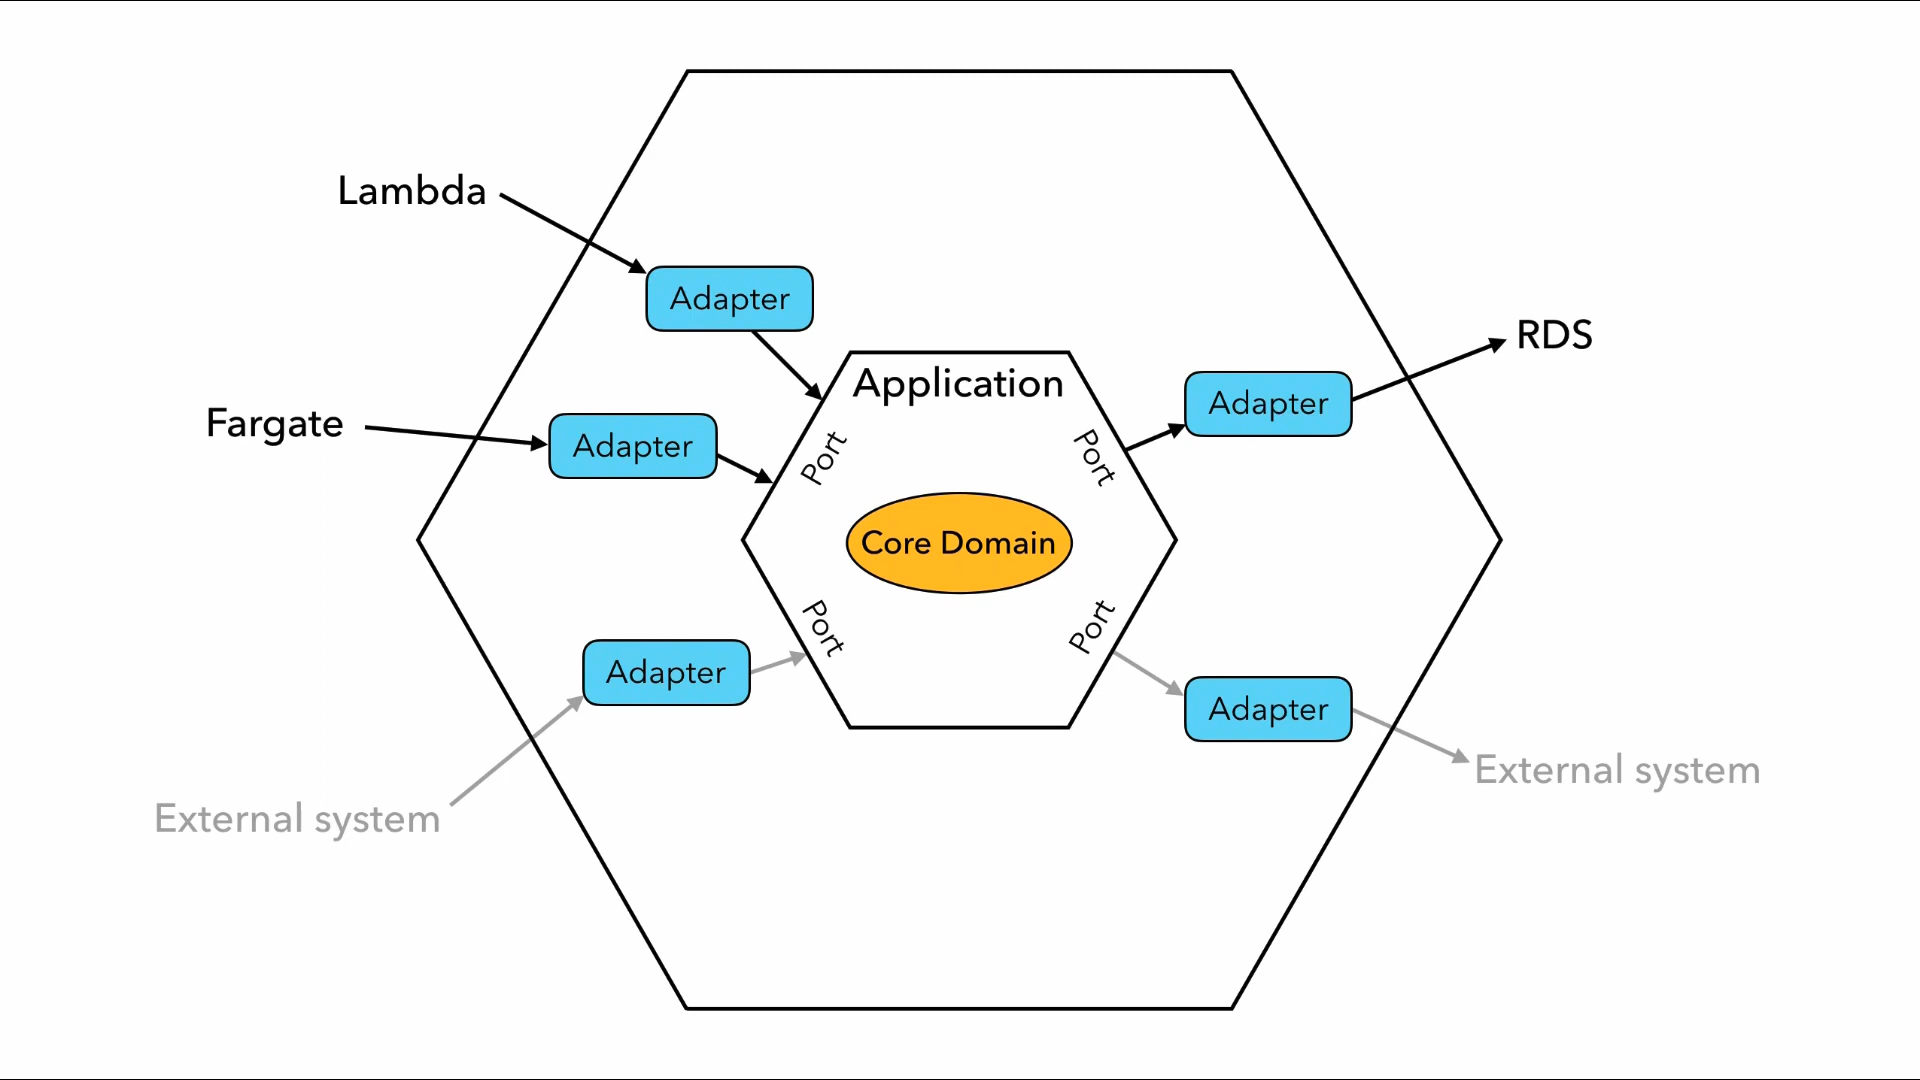 Lambda
Adapter
RDS
Application
Adapter
Fargate
Adapter
Port
Port
Core Domain
Port
Port
Adapter
Adapter
External system
External system